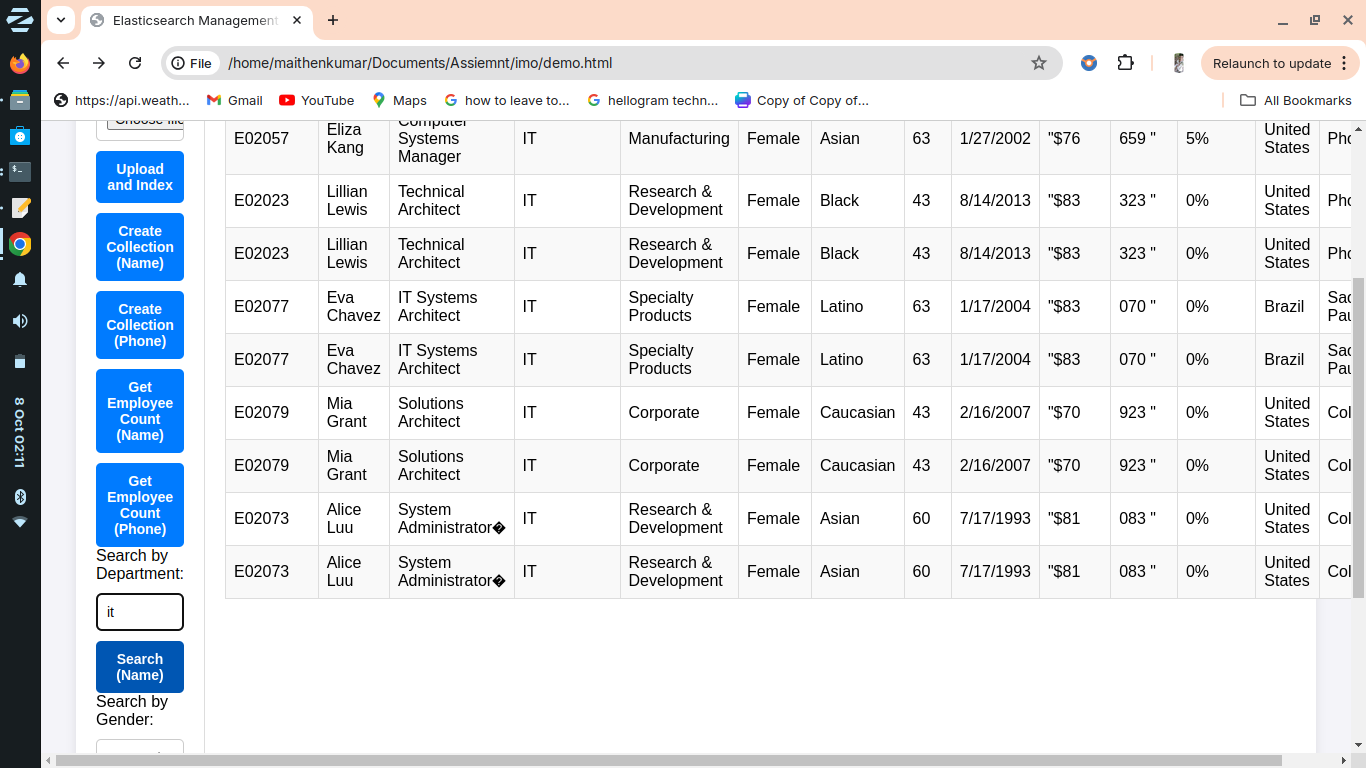 Elasticsearch Management
File
/home/maithenkumar/Documents/Assiemnt/imo/demo.html
Relaunch to update
https://api.weath...
Gmail
YouTube
Maps
how to leave to...
hellogram techn...
Copy of Copy of...
All Bookmarks
8 Oct 02:11
Choose file
Upload
and Index
Create
Collection
(Name)
Create
Collection
(Phone)
Get
Employee
Count
(Name)
Get
Employee
Count
(Phone)
Search by
Department:
it
Search
(Name)
Search by
Gender:
E02057 Eliza Kang Computer Systems Manager IT Manufacturing Female Asian 63 1/27/2002 "$76 659 " 5% United States
E02023 Lillian Lewis Technical Architect IT Research & Development Female Black 43 8/14/2013 "$83 323 " 0% United States
E02023 Lillian Lewis Technical Architect IT Research & Development Female Black 43 8/14/2013 "$83 323 " 0% United States
E02077 Eva Chavez IT Systems Architect IT Specialty Products Female Latino 63 1/17/2004 "$83 070 " 0% Brazil
E02077 Eva Chavez IT Systems Architect IT Specialty Products Female Latino 63 1/17/2004 "$83 070 " 0% Brazil
E02079 Mia Grant Solutions Architect IT Corporate Female Caucasian 43 2/16/2007 "$70 923 " 0% United States
E02079 Mia Grant Solutions Architect IT Corporate Female Caucasian 43 2/16/2007 "$70 923 " 0% United States
E02073 Alice Luu System Administrator� IT Research & Development Female Asian 60 7/17/1993 "$81 083 " 0% United States
E02073 Alice Luu System Administrator� IT Research & Development Female Asian 60 7/17/1993 "$81 083 " 0% United States